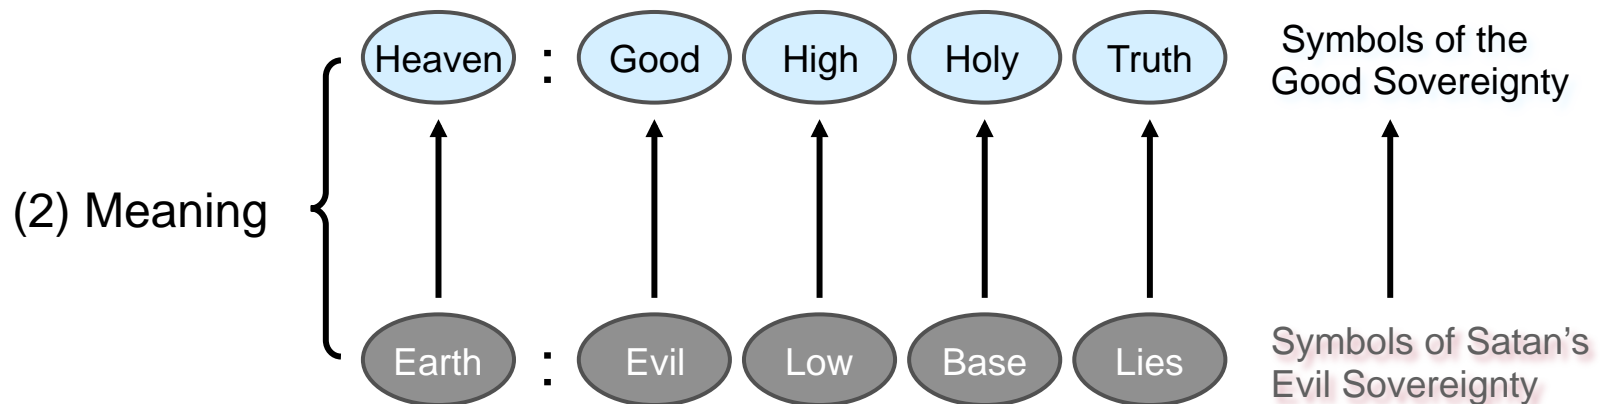 Heaven : Good High Holy Truth
Symbols of the
Good Sovereignty
(2) Meaning
Earth : Evil Low Base Lies
Symbols of Satan’s
Evil Sovereignty